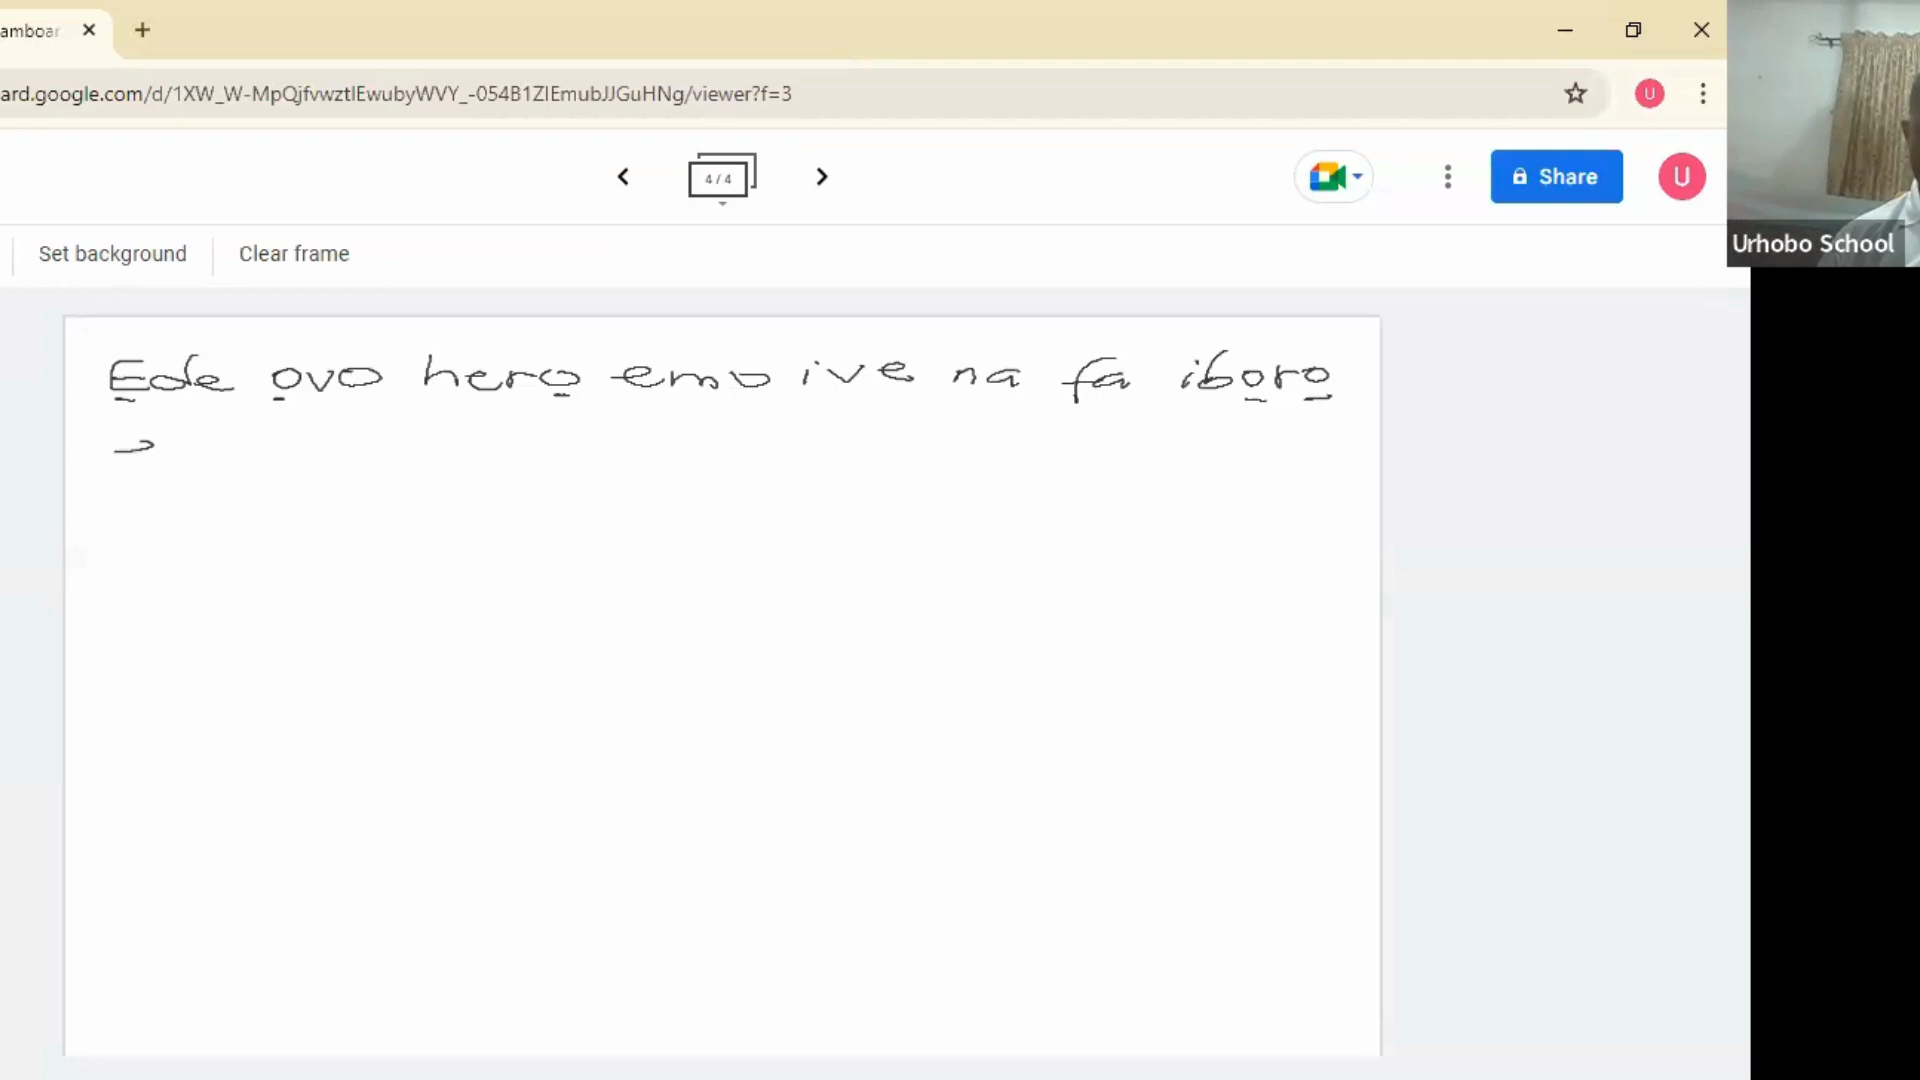 amboar
ard.google.com/d/1XW_W-MpQjfvwztlEwubyWVY_-054B1ZlEmubJJGuHNg/viewer?f=3
U
4 / 4
Share
U
Set background
Clear frame
Urhobo School
Ẹdẹ ọvo herọ emo ive na fa ibọrọ